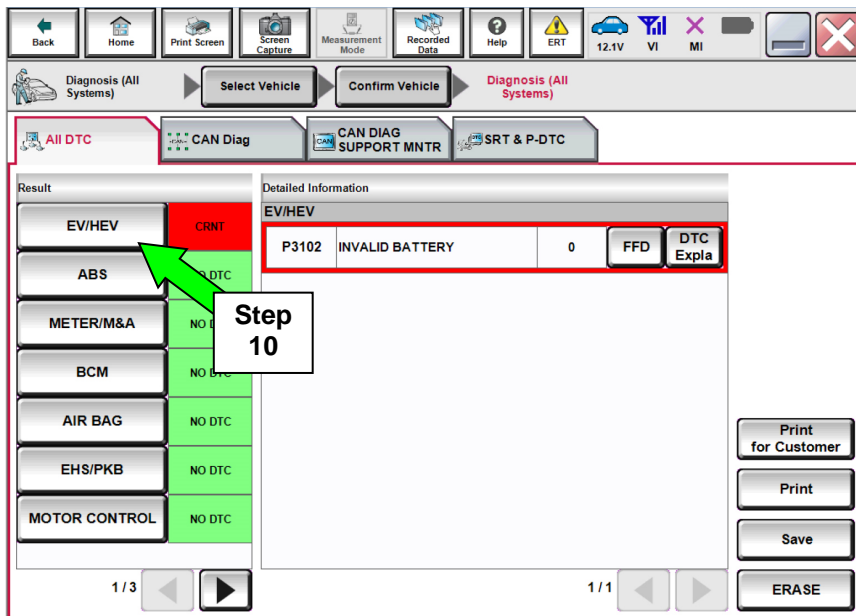 Back
Home
Print Screen
Screen
Capture
Measurement
Mode
Recorded
Data
Help
ERT
12.1V
VI
MI
Diagnosis (All
Systems)
Select Vehicle
Confirm Vehicle
Diagnosis (All
Systems)
All DTC
CAN Diag
CAN
CAN DIAG
SUPPORT MNTR
SRT & P-DTC
Result
Detailed Information
EV/HEV
CRNT
EV/HEV
P3102
INVALID BATTERY
0
FFD
DTC
Expla
ABS
NO DTC
METER/M&A
NO DTC
Step
10
BCM
NO DTC
AIR BAG
NO DTC
EHS/PKB
NO DTC
MOTOR CONTROL
NO DTC
1 / 3
1 / 1
Print
for Customer
Print
Save
ERASE